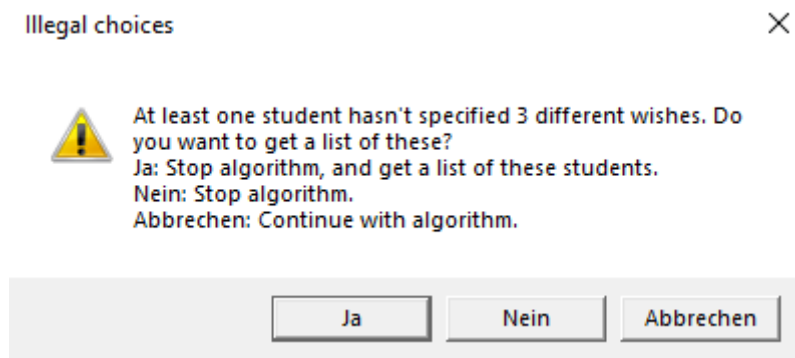 Illegal choices
At least one student hasn't specified 3 different wishes. Do
you want to get a list of these?
Ja: Stop algorithm, and get a list of these students.
Nein: Stop algorithm.
Abbrechen: Continue with algorithm.
Ja Nein Abbrechen